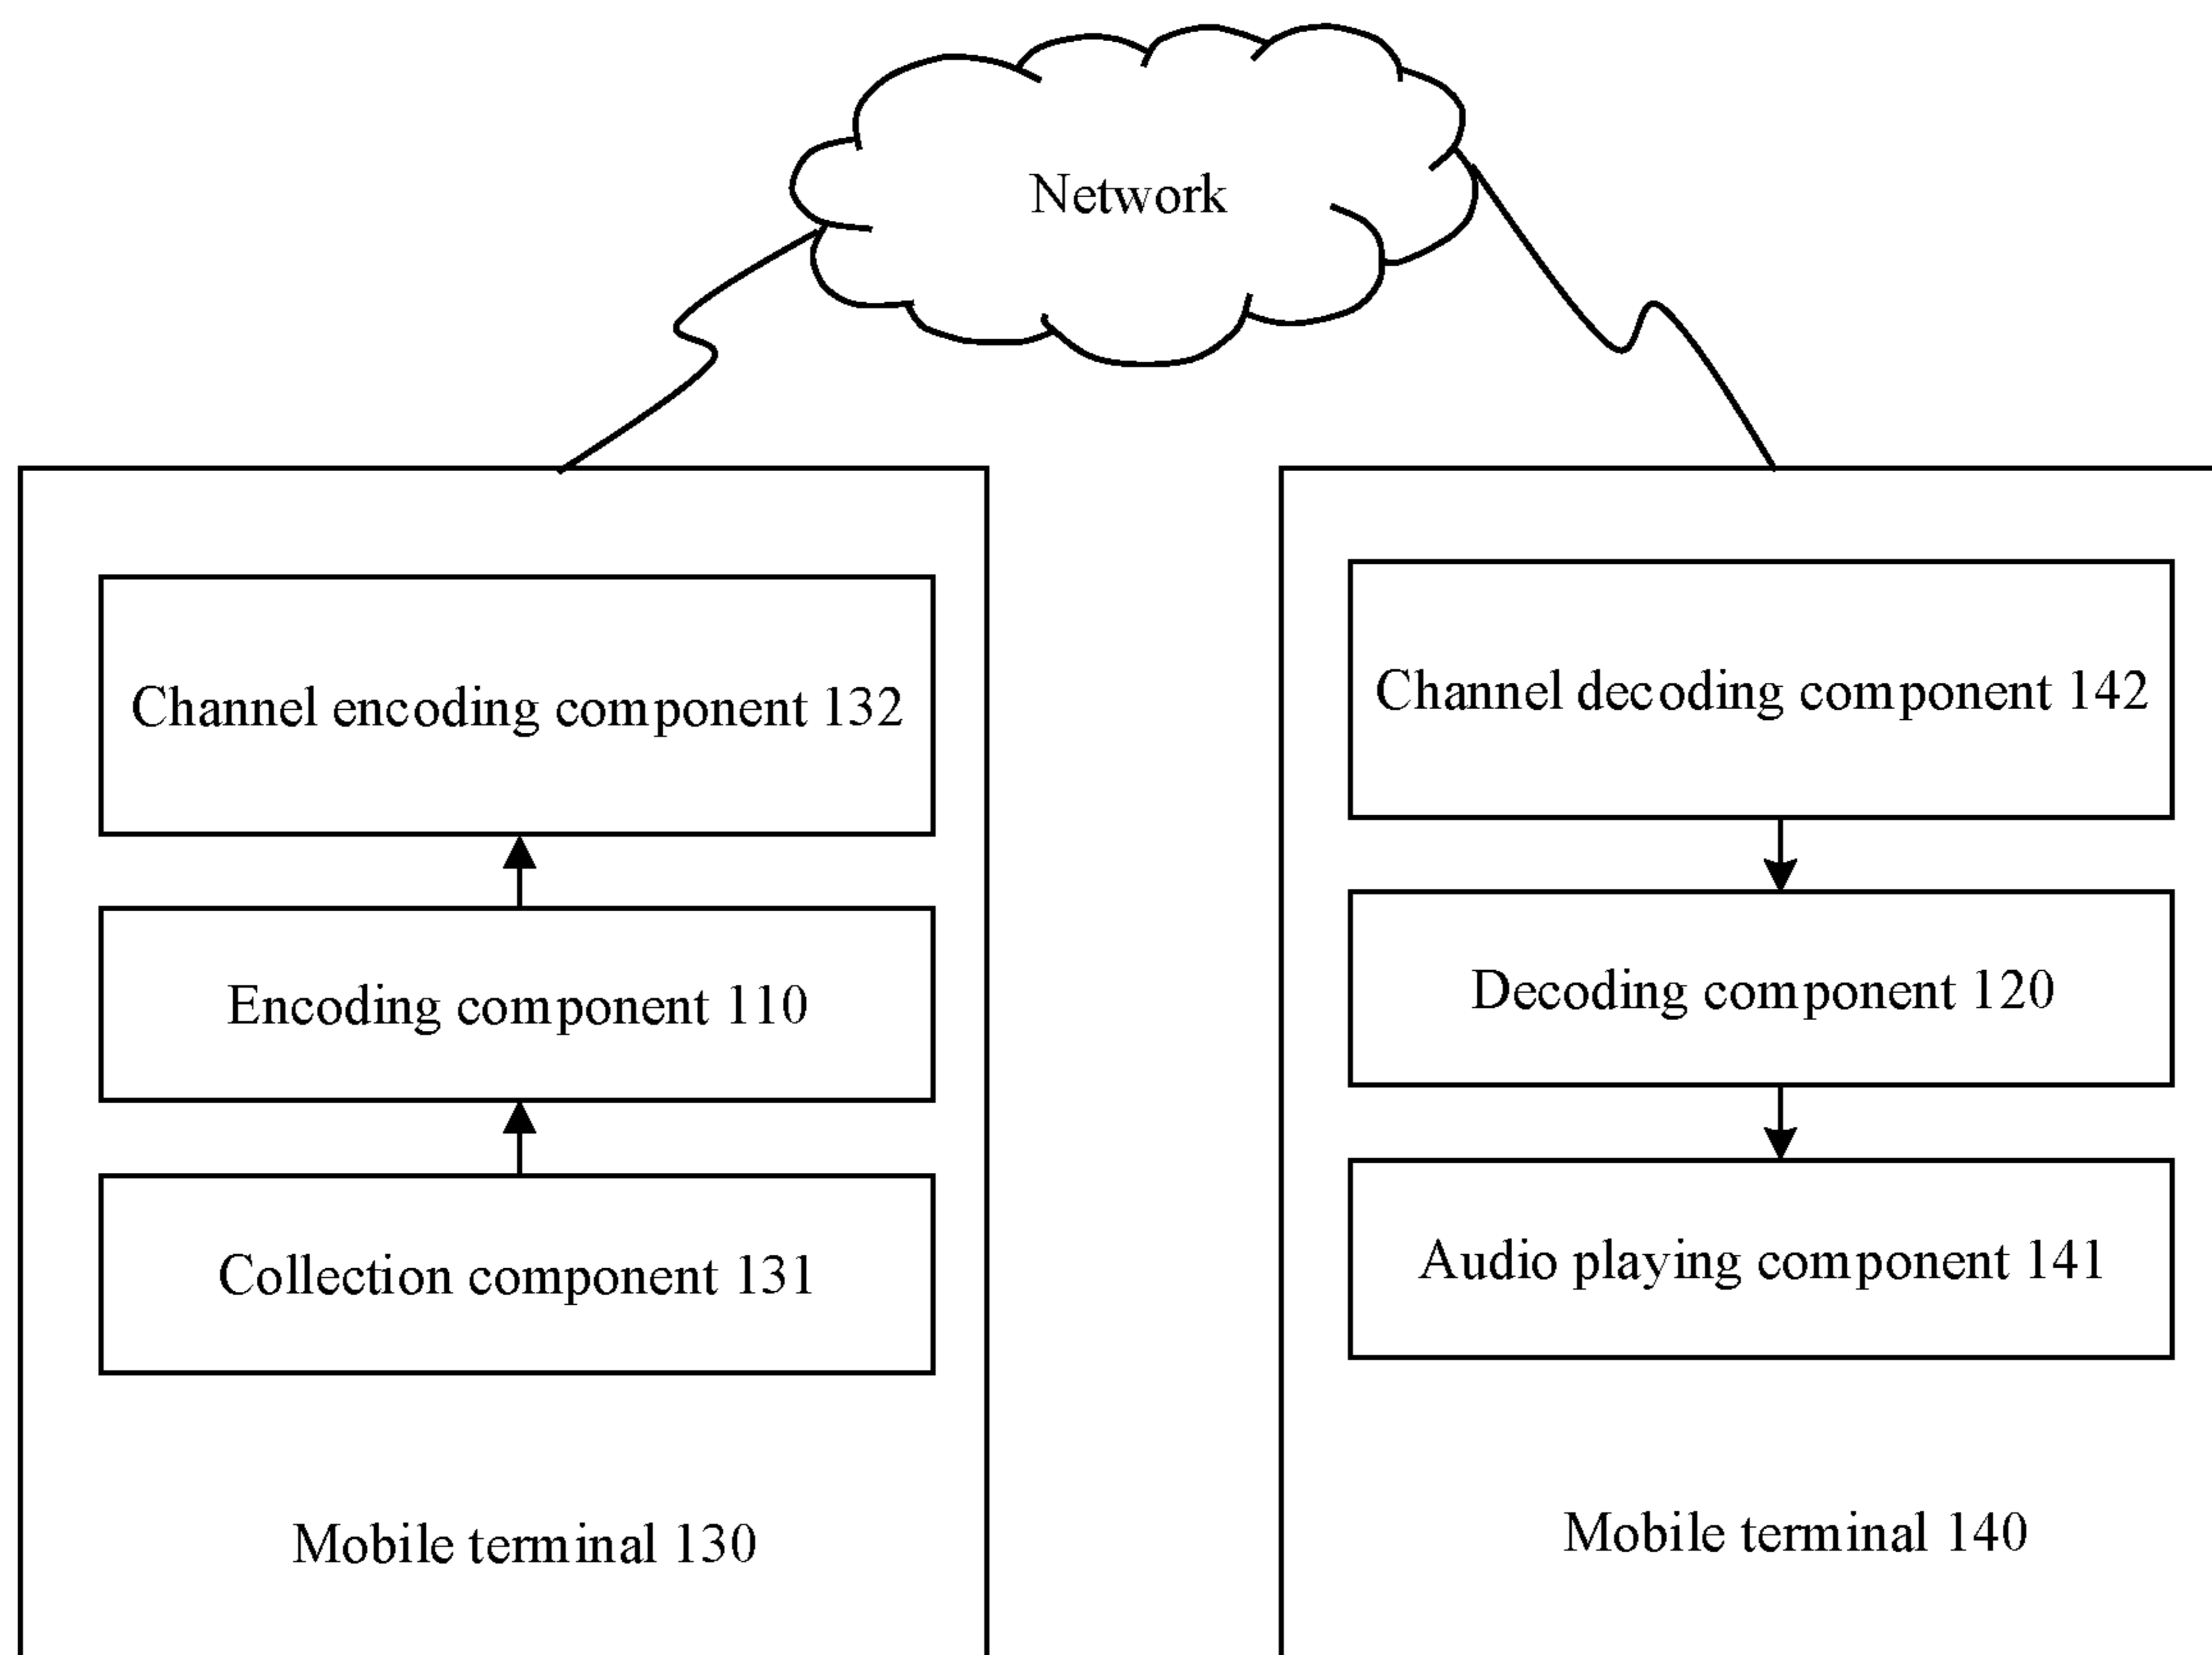 Network
Channel encoding component 132
Encoding component 110
Collection component 131
Mobile terminal 130
Channel decoding component 142
Decoding component 120
Audio playing component 141
Mobile terminal 140